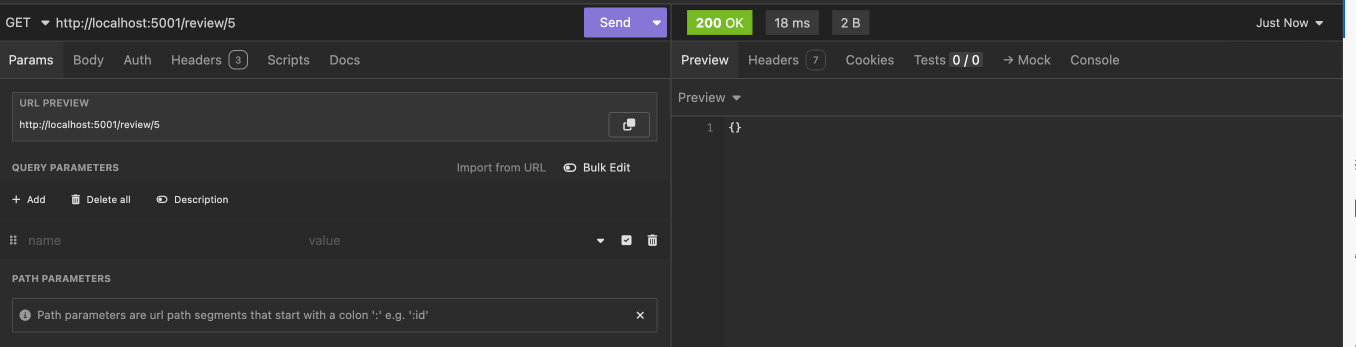 GET http://localhost:5001/review/5 Send
200 OK 18 ms 2 B Just Now
Params Body Auth Headers 3 Scripts Docs
Preview Headers 7 Cookies Tests 0 / 0 → Mock Console
URL PREVIEW
http://localhost:5001/review/5
Preview
1 {}
QUERY PARAMETERS Import from URL Bulk Edit
+ Add Delete all Description
name value
PATH PARAMETERS
Path parameters are url path segments that start with a colon ':' e.g. ':id'